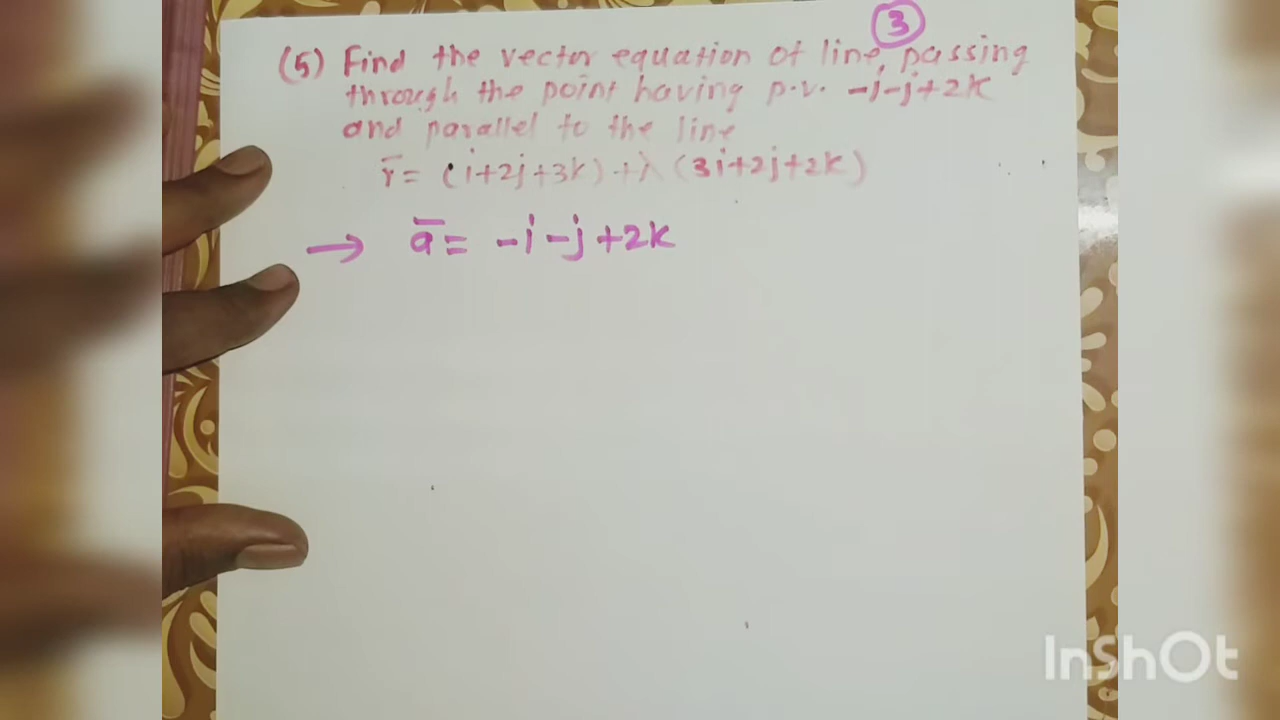 3
(5) Find the vector equation of line, passing
through the point having p.v. -i-j+2k
and parallel to the line
r̅ = (i+2j+3k)+λ(3i+2j+2k)
→ a̅ = -i-j+2k
InShOt